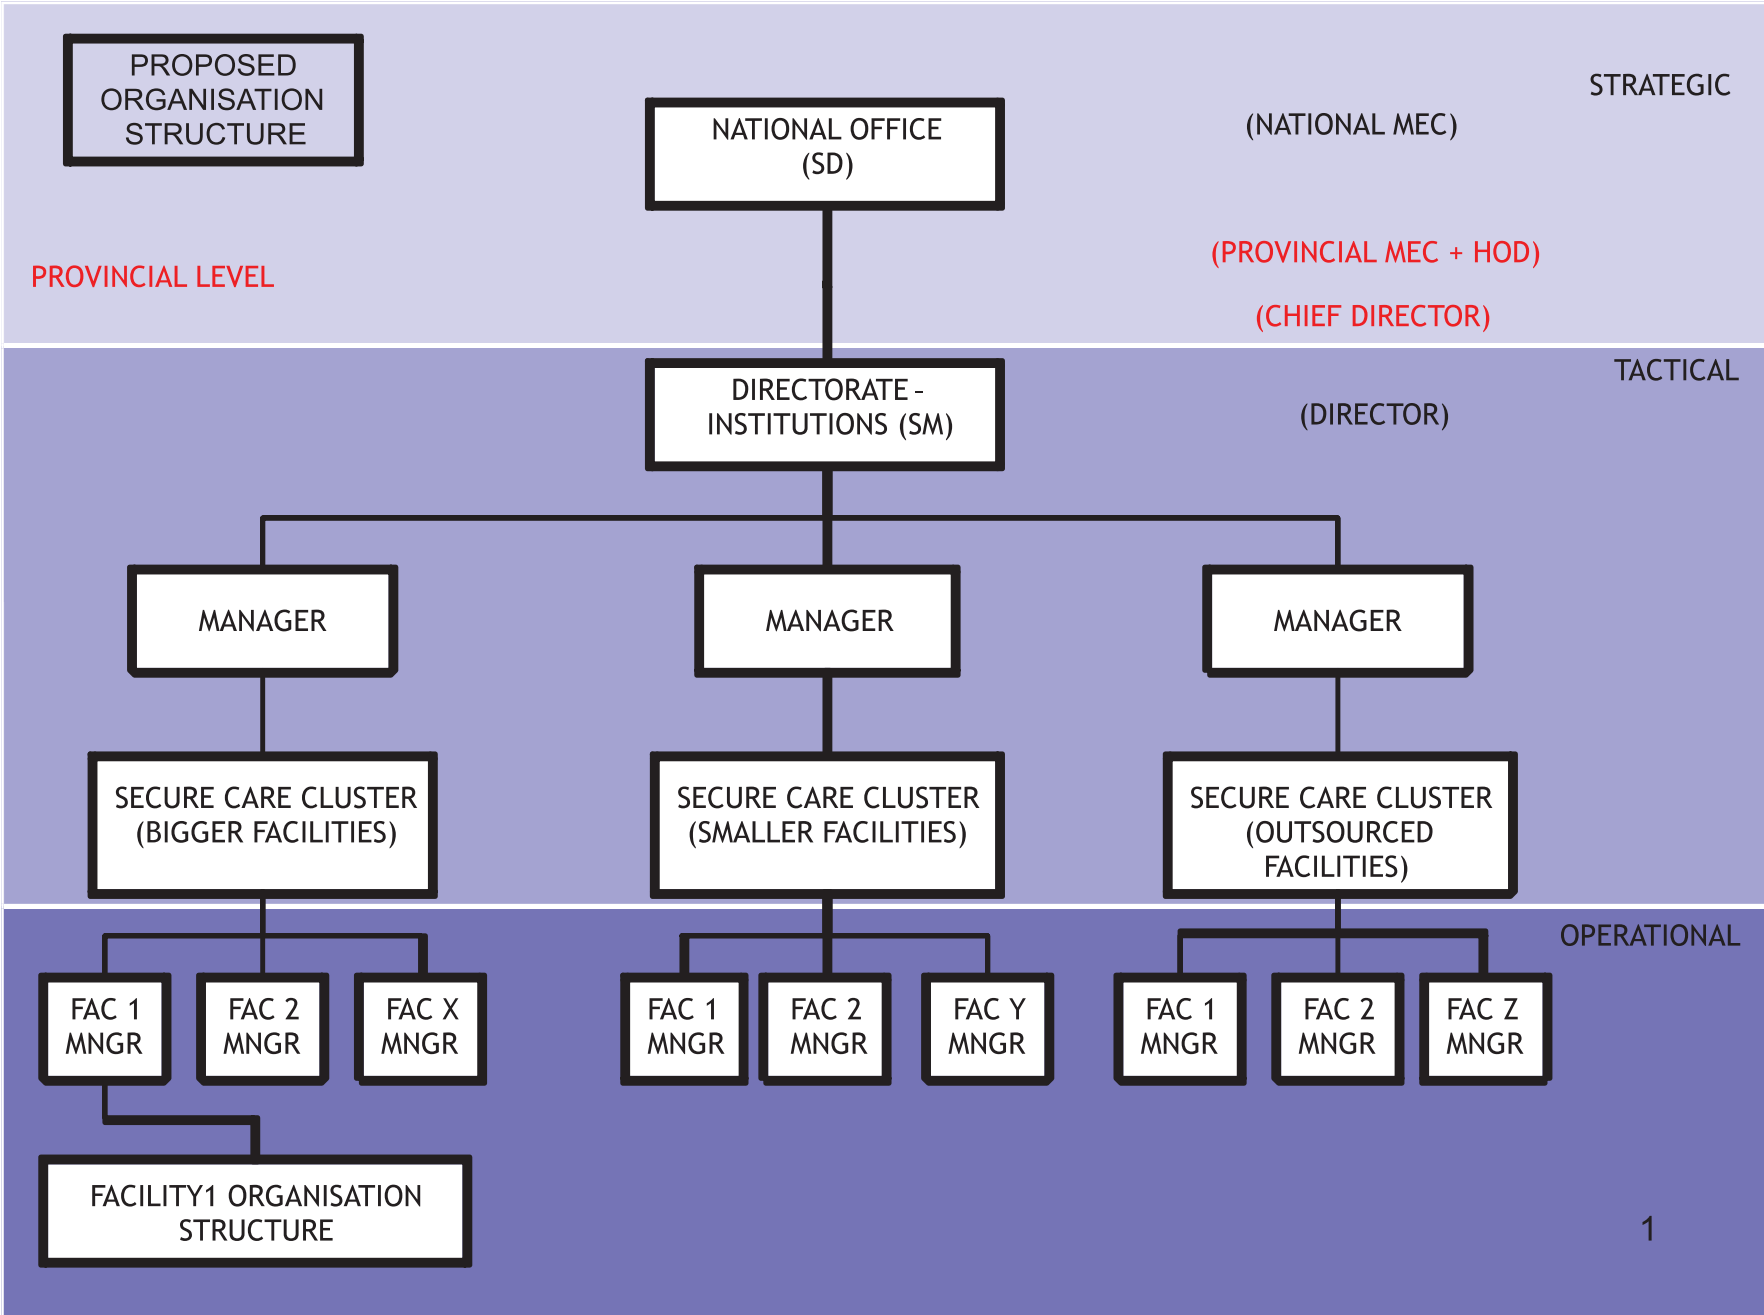 PROPOSED
ORGANISATION
STRUCTURE
STRATEGIC
NATIONAL OFFICE
(SD)
(NATIONAL MEC)
PROVINCIAL LEVEL
(PROVINCIAL MEC + HOD)
(CHIEF DIRECTOR)
TACTICAL
DIRECTORATE –
INSTITUTIONS (SM)
(DIRECTOR)
MANAGER
MANAGER
MANAGER
SECURE CARE CLUSTER
(BIGGER FACILITIES)
SECURE CARE CLUSTER
(SMALLER FACILITIES)
SECURE CARE CLUSTER
(OUTSOURCED
FACILITIES)
OPERATIONAL
FAC 1
MNGR
FAC 2
MNGR
FAC X
MNGR
FAC 1
MNGR
FAC 2
MNGR
FAC Y
MNGR
FAC 1
MNGR
FAC 2
MNGR
FAC Z
MNGR
FACILITY1 ORGANISATION
STRUCTURE
1